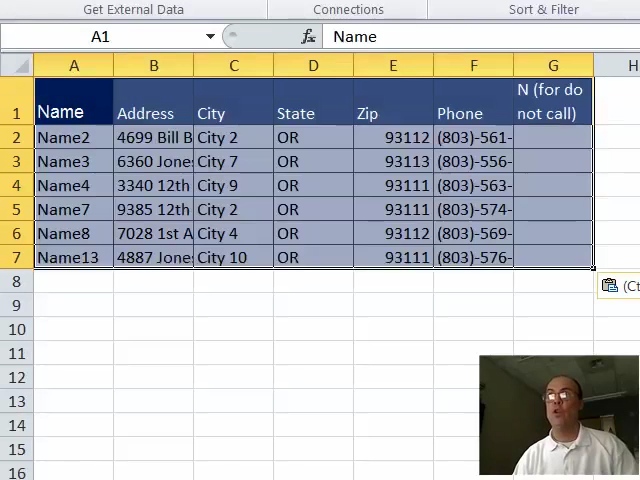 Get External Data Connections Sort & Filter
A1 fx Name
A B C D E F G H
1 Name Address City State Zip Phone N (for do not call)
2 Name2 4699 Bill B City 2 OR 93112 (803)-561-
3 Name3 6360 Jones City 7 OR 93113 (803)-556-
4 Name4 3340 12th City 9 OR 93111 (803)-563-
5 Name7 9385 12th City 2 OR 93111 (803)-574-
6 Name8 7028 1st A City 4 OR 93112 (803)-569-
7 Name13 4887 Jones City 10 OR 93111 (803)-576-
8 (Ct
9
10
11
12
13
14
15
16